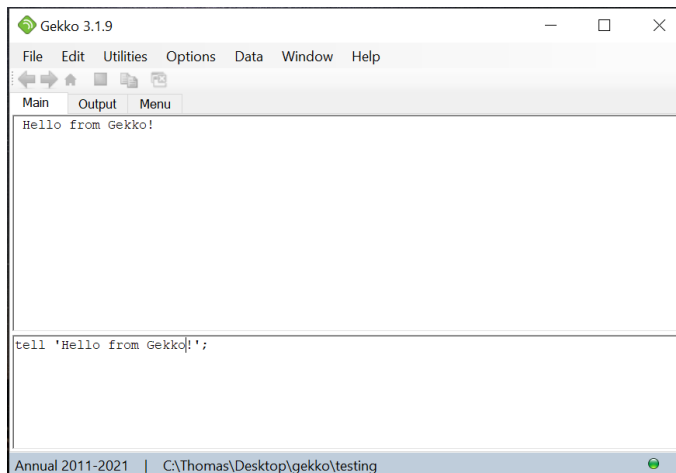 Gekko 3.1.9
File Edit Utilities Options Data Window Help
Main Output Menu
Hello from Gekko!
tell 'Hello from Gekko!';
Annual 2011-2021 | C:\Thomas\Desktop\gekko\testing